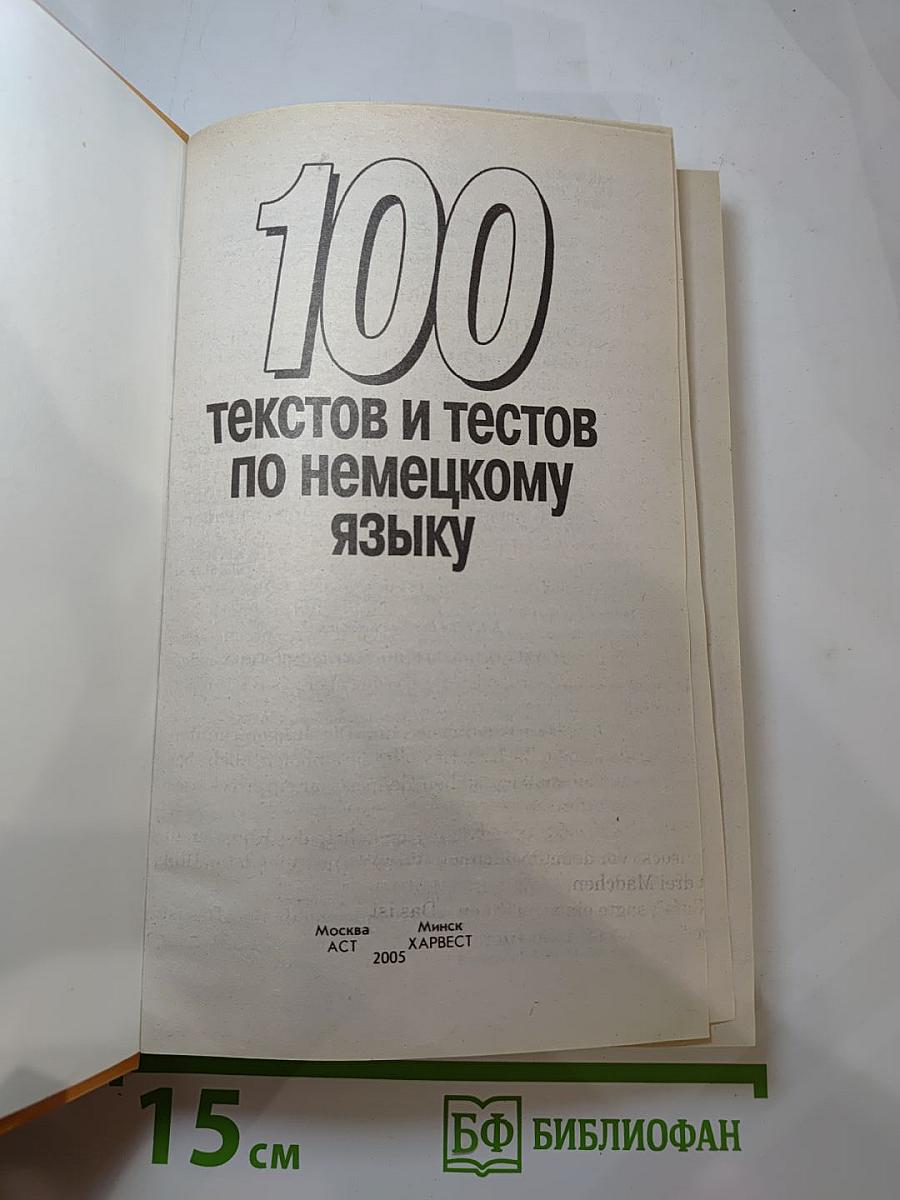 100
текстов и тестов
по немецкому
языку
Москва Минск
АСТ ХАРВЕСТ
2005
15 см
БФ БИБЛИОФАН